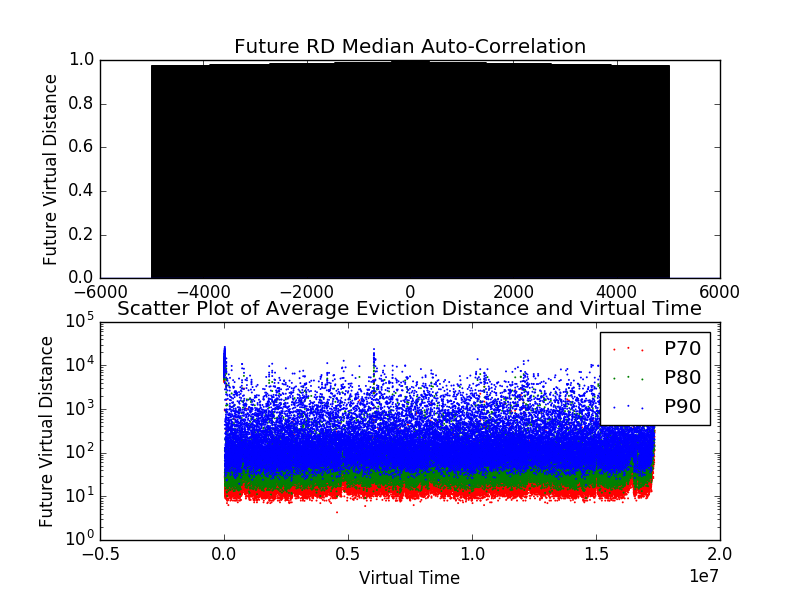 Future RD Median Auto-Correlation
Future Virtual Distance
1.0
0.8
0.6
0.4
0.2
0.0
−6000 −4000 −2000 0 2000 4000 6000
Scatter Plot of Average Eviction Distance and Virtual Time
Future Virtual Distance
10^5
10^4
10^3
10^2
10^1
10^0
P70
P80
P90
−0.5 0.0 0.5 1.0 1.5 2.0
1e7
Virtual Time